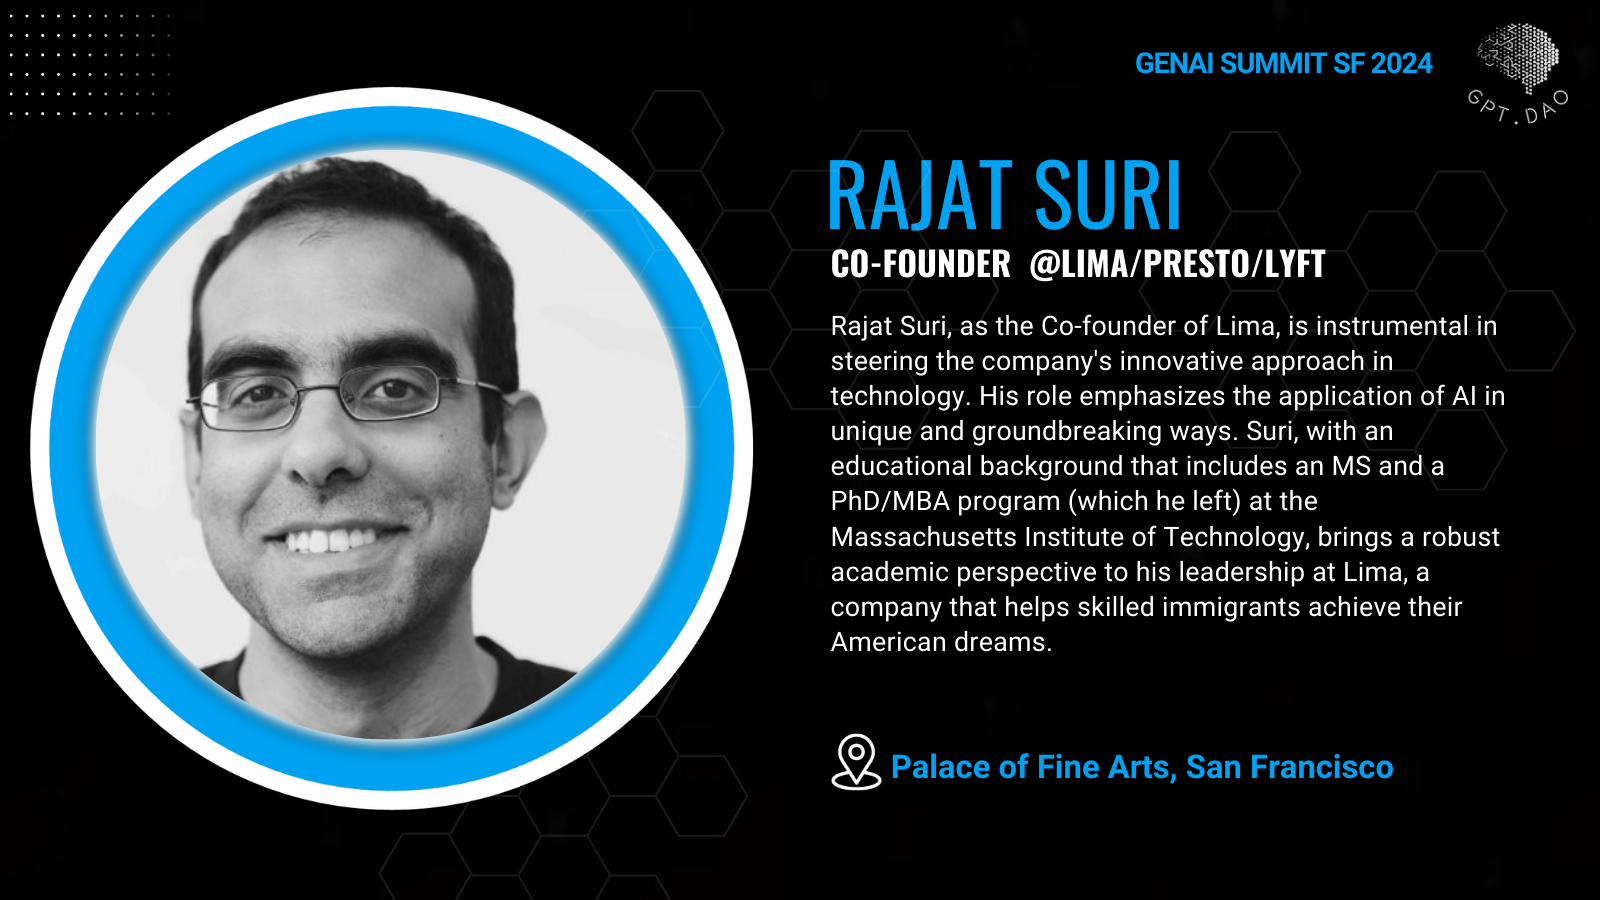 GENAI SUMMIT SF 2024
GPT.DAO
RAJAT SURI
CO-FOUNDER @LIMA/PRESTO/LYFT
Rajat Suri, as the Co-founder of Lima, is instrumental in
steering the company's innovative approach in
technology. His role emphasizes the application of AI in
unique and groundbreaking ways. Suri, with an
educational background that includes an MS and a
PhD/MBA program (which he left) at the
Massachusetts Institute of Technology, brings a robust
academic perspective to his leadership at Lima, a
company that helps skilled immigrants achieve their
American dreams.
Palace of Fine Arts, San Francisco